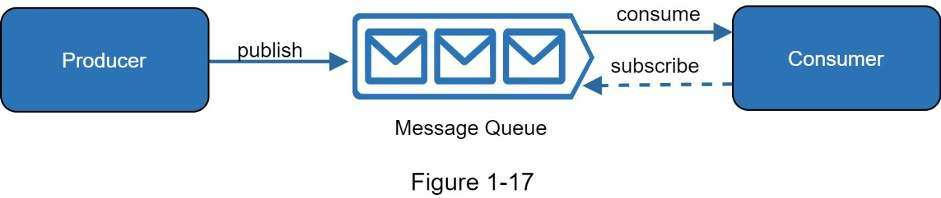 consume
Producer
publish
subscribe
Consumer
Message Queue
Figure 1-17